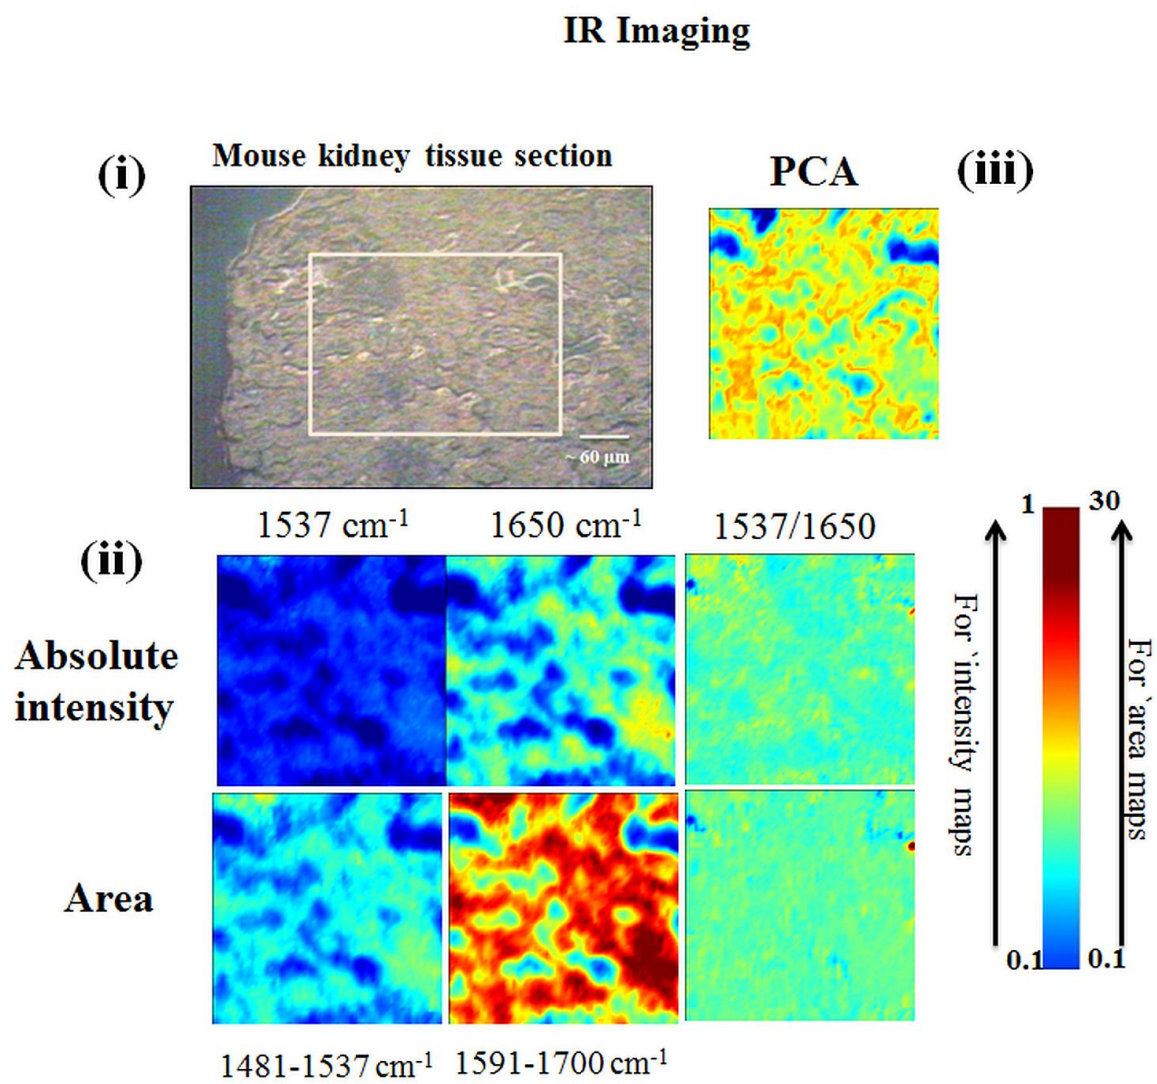 IR Imaging
(i)
Mouse kidney tissue section
PCA
(iii)
~ 60 µm
1537 cm-1
1650 cm-1
1537/1650
(ii)
Absolute
intensity
Area
1481-1537 cm-1
1591-1700 cm-1
1
30
For `intensity maps
For `area maps
0.1
0.1